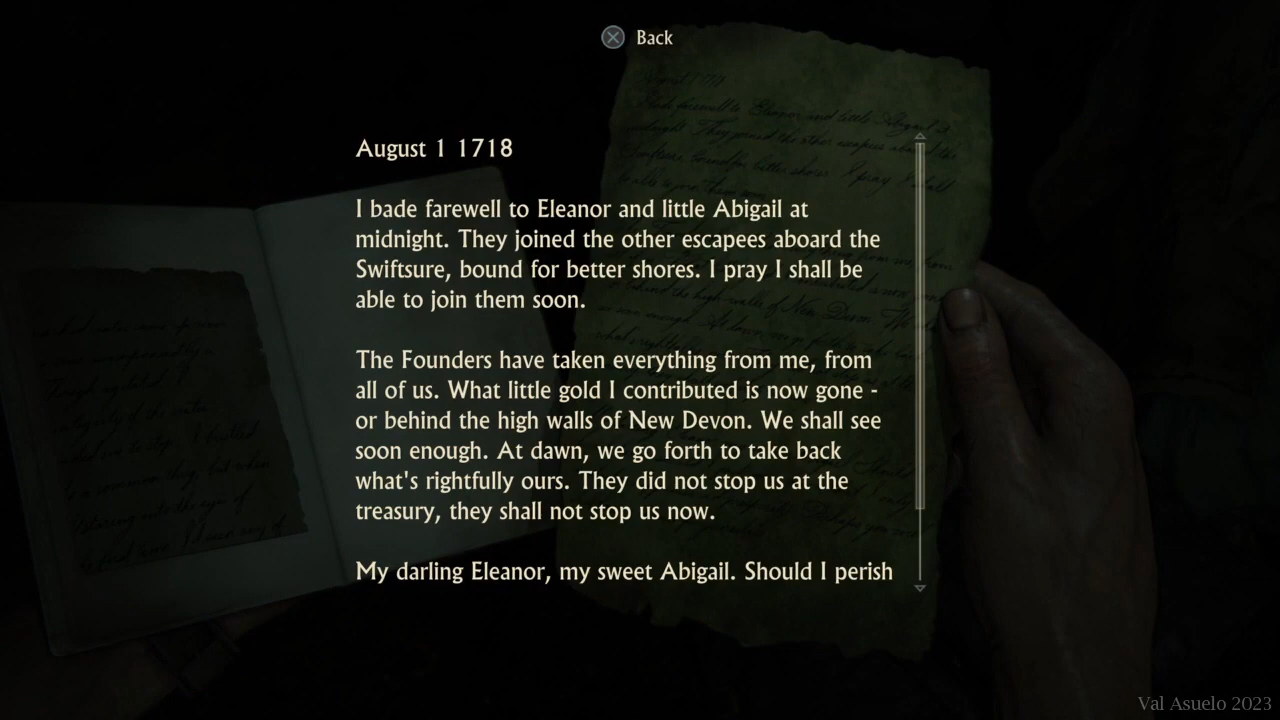 Back
August 1 1718
I bade farewell to Eleanor and little Abigail at
midnight. They joined the other escapees aboard the
Swiftsure, bound for better shores. I pray I shall be
able to join them soon.
The Founders have taken everything from me, from
all of us. What little gold I contributed is now gone -
or behind the high walls of New Devon. We shall see
soon enough. At dawn, we go forth to take back
what's rightfully ours. They did not stop us at the
treasury, they shall not stop us now.
My darling Eleanor, my sweet Abigail. Should I perish
Val Asuelo 2023